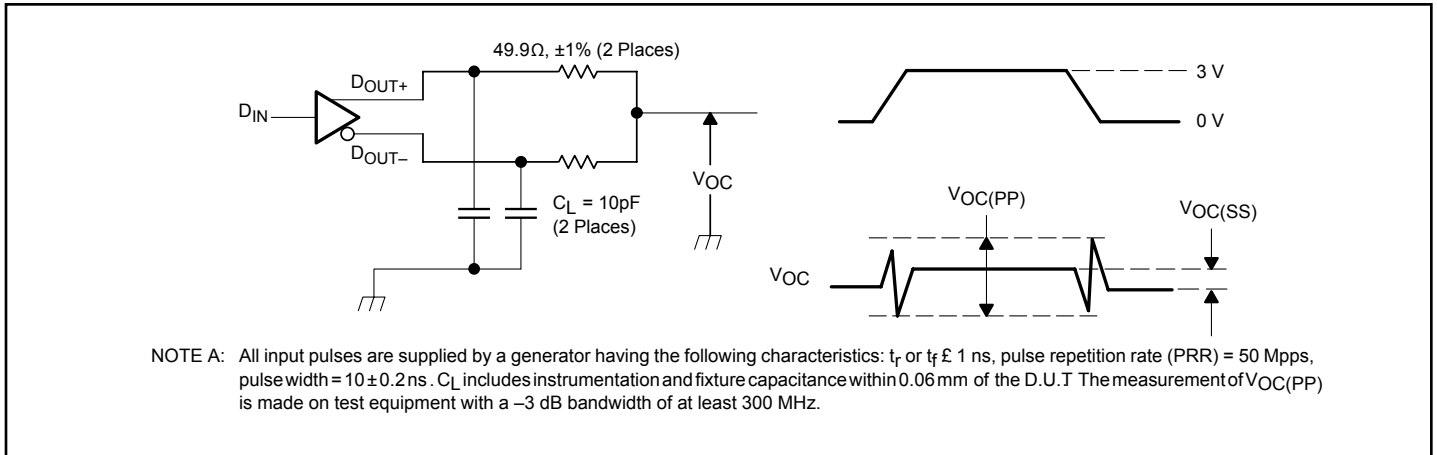 49.9Ω, ±1% (2 Places)
DOUT+
DIN
DOUT–
VOC
CL = 10pF
(2 Places)
3 V
0 V
VOC(PP)
VOC(SS)
VOC
NOTE A: All input pulses are supplied by a generator having the following characteristics: tr or tf £ 1 ns, pulse repetition rate (PRR) = 50 Mpps,
pulse width = 10 ± 0.2 ns . CL includes instrumentation and fixture capacitance within 0.06 mm of the D.U.T The measurement of VOC(PP)
is made on test equipment with a –3 dB bandwidth of at least 300 MHz.